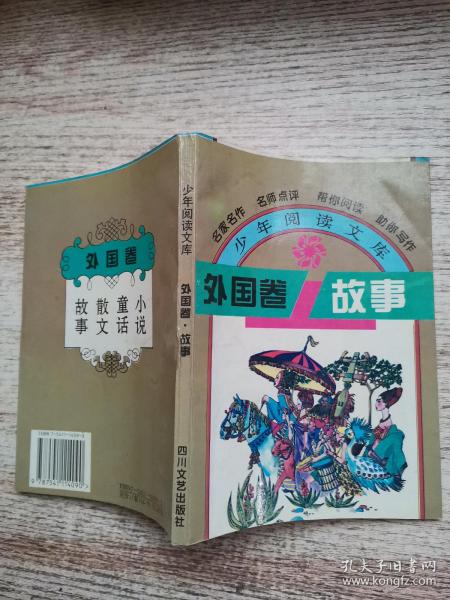 名家名作 名师点评 帮你阅读 助你写作
少年阅读文库
外国卷
故事
少年阅读文库
外国卷·故事
四川文艺出版社
外国卷
小说
童话
散文
故事
9 787541 114090 >
孔夫子旧书网
www.kongfz.com